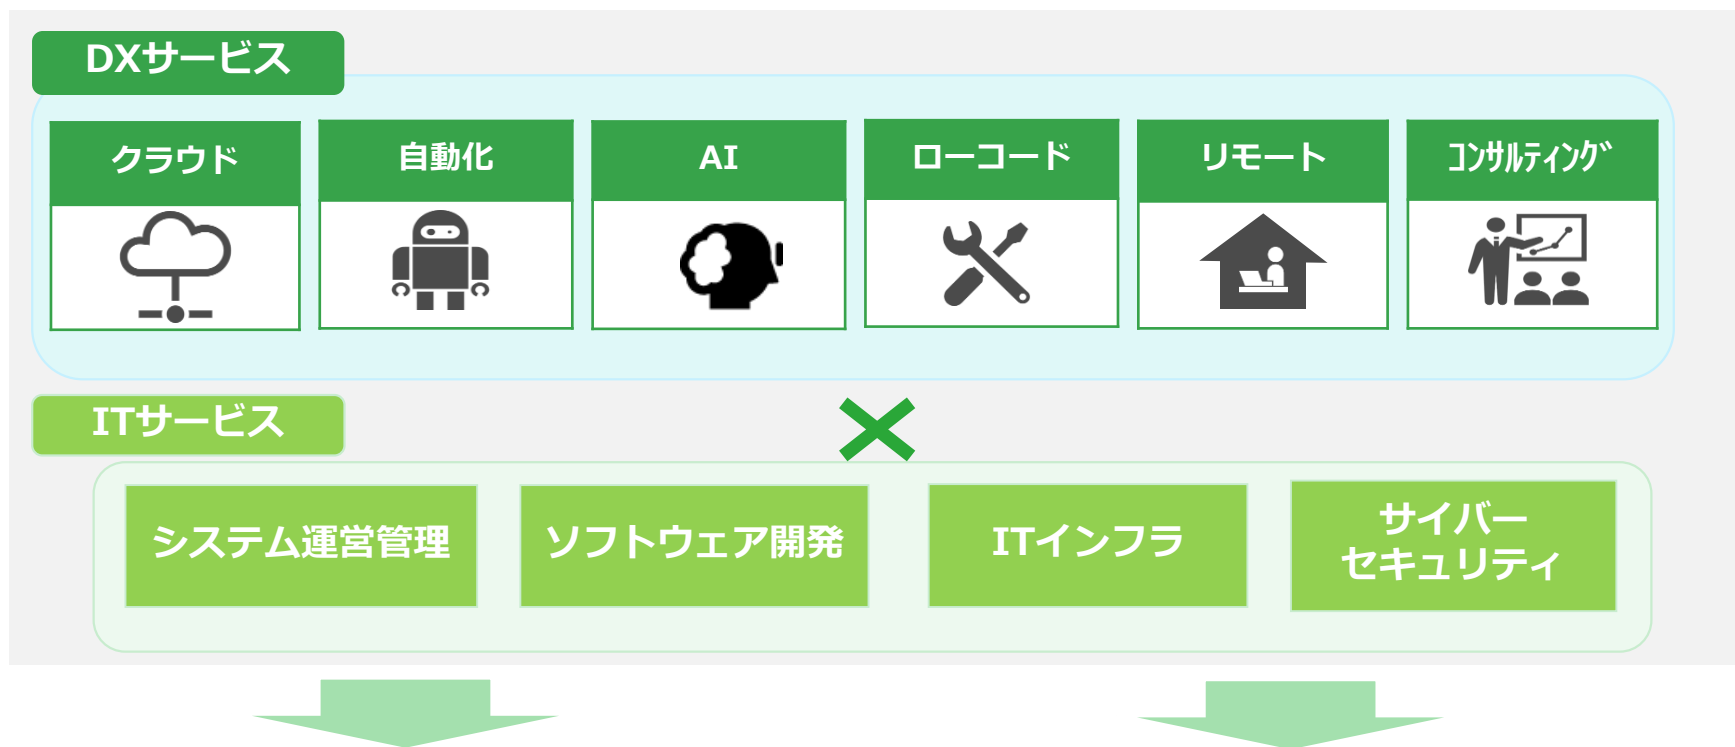 DXサービス
クラウド
自動化
AI
ローコード
リモート
ｺﾝｻﾙﾃｨﾝｸﾞ
ITサービス
システム運営管理
ソフトウェア開発
ITインフラ
サイバー
セキュリティ